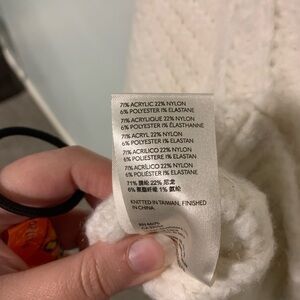 71% ACRYLIC 22% NYLON
6% POLYESTER 1% ELASTANE
71% ACRYLIQUE 22% NYLON
6% POLYESTER 1% ÉLASTHANNE
71% ACRYL 22% NYLON
6% POLYESTER 1% ELASTAN
71% ACRILICO 22% NYLON
6% POLIESTERE 1% ELASTAN
71% ACRÍLICO 22% NYLON
6% POLIÉSTER 1% ELASTANO
71% 腈纶 22% 尼龙
6% 聚酯纤维 1% 氨纶
KNITTED IN TAIWAN, FINISHED
IN CHINA